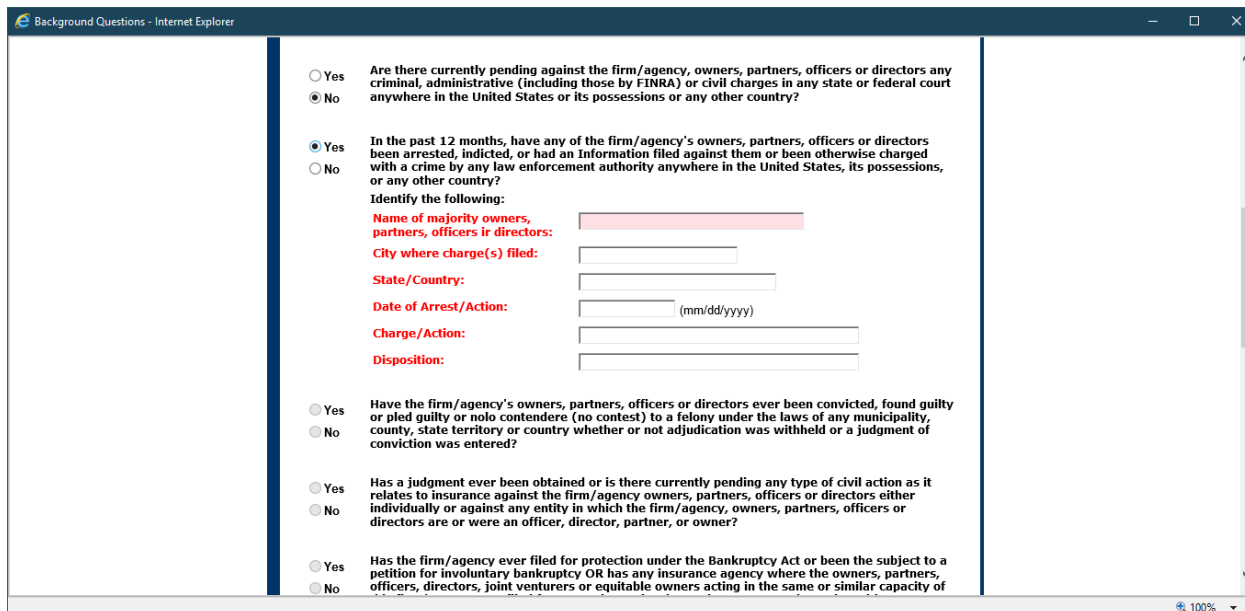 Background Questions - Internet Explorer
Yes
No
Are there currently pending against the firm/agency, owners, partners, officers or directors any
criminal, administrative (including those by FINRA) or civil charges in any state or federal court
anywhere in the United States or its possessions or any other country?
Yes
No
In the past 12 months, have any of the firm/agency's owners, partners, officers or directors
been arrested, indicted, or had an Information filed against them or been otherwise charged
with a crime by any law enforcement authority anywhere in the United States, its possessions,
or any other country?
Identify the following:
Name of majority owners,
partners, officers ir directors:
City where charge(s) filed:
State/Country:
Date of Arrest/Action:
(mm/dd/yyyy)
Charge/Action:
Disposition:
Yes
No
Have the firm/agency's owners, partners, officers or directors ever been convicted, found guilty
or pled guilty or nolo contendere (no contest) to a felony under the laws of any municipality,
county, state territory or country whether or not adjudication was withheld or a judgment of
conviction was entered?
Yes
No
Has a judgment ever been obtained or is there currently pending any type of civil action as it
relates to insurance against the firm/agency owners, partners, officers or directors either
individually or against any entity in which the firm/agency, owners, partners, officers or
directors are or were an officer, director, partner, or owner?
Yes
No
Has the firm/agency ever filed for protection under the Bankruptcy Act or been the subject to a
petition for involuntary bankruptcy OR has any insurance agency where the owners, partners,
officers, directors, joint venturers or equitable owners acting in the same or similar capacity of
100%